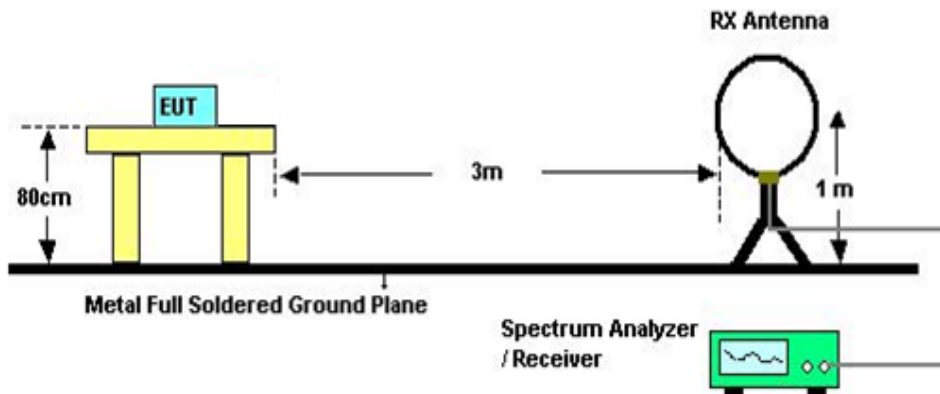 RX Antenna
EUT
3m
80cm
1 m
Metal Full Soldered Ground Plane
Spectrum Analyzer
/ Receiver